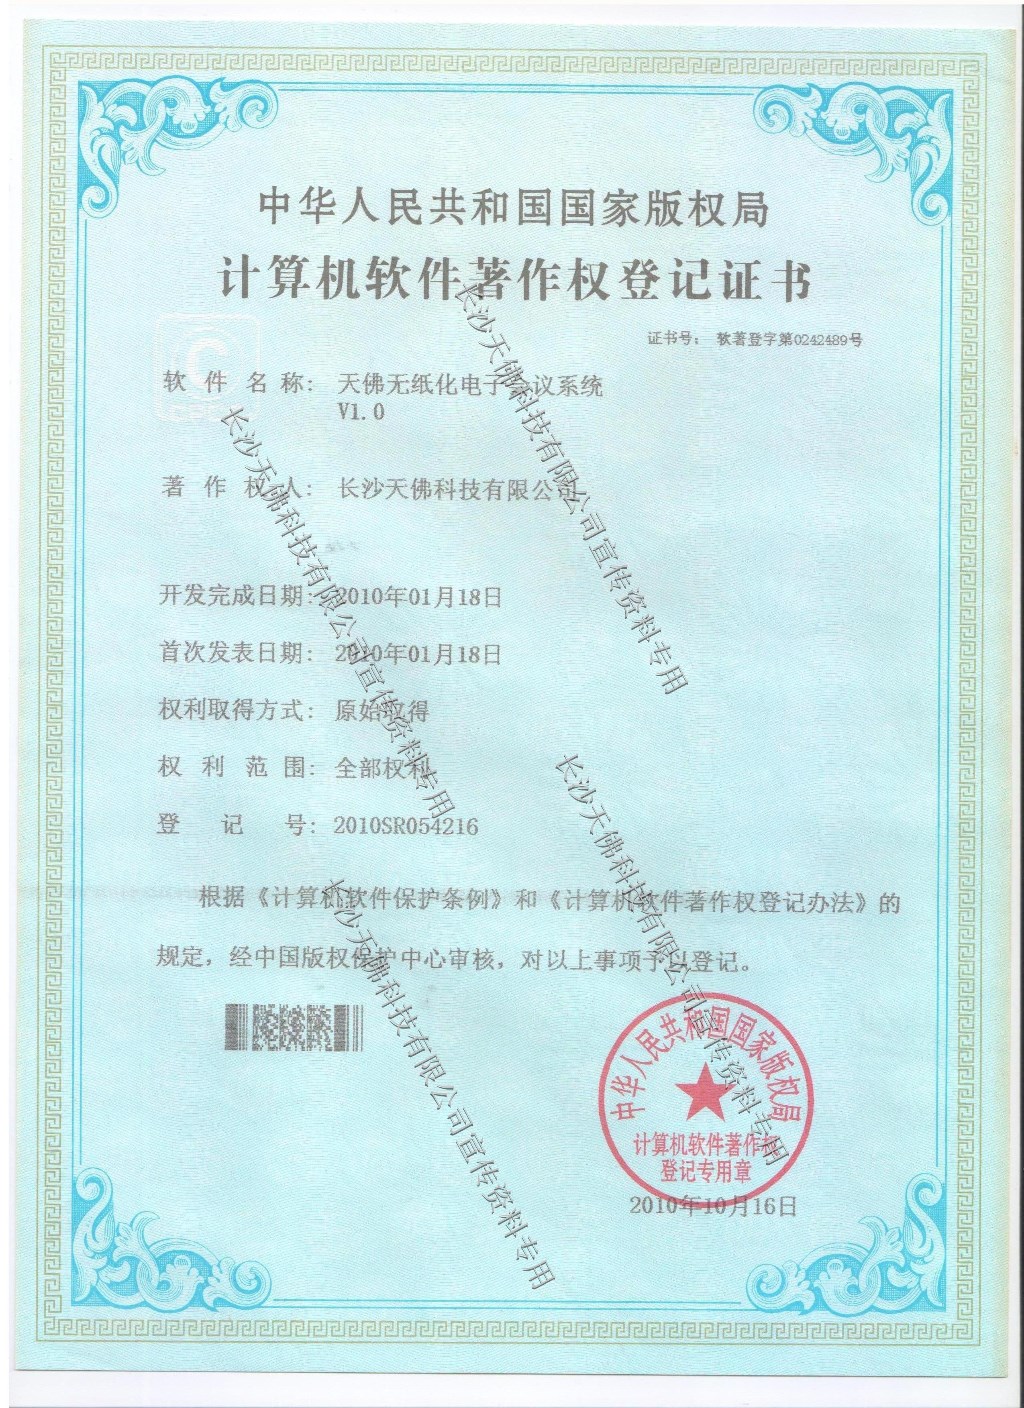 中华人民共和国国家版权局
计算机软件著作权登记证书
证书号： 软著登字第0242489号
软件名称： 天佛无纸化电子会议系统
V1.0
著作权人： 长沙天佛科技有限公司
开发完成日期： 2010年01月18日
首次发表日期： 2010年01月18日
权利取得方式： 原始取得
权利范围： 全部权利
登记号： 2010SR054216
根据《计算机软件保护条例》和《计算机软件著作权登记办法》的
规定，经中国版权保护中心审核，对以上事项予以登记。
中华人民共和国国家版权局
计算机软件著作权
登记专用章
2010年10月16日
长沙天佛科技有限公司宣传资料专用
长沙天佛科技有限公司宣传资料专用
长沙天佛科技有限公司宣传资料专用
长沙天佛科技有限公司宣传资料专用